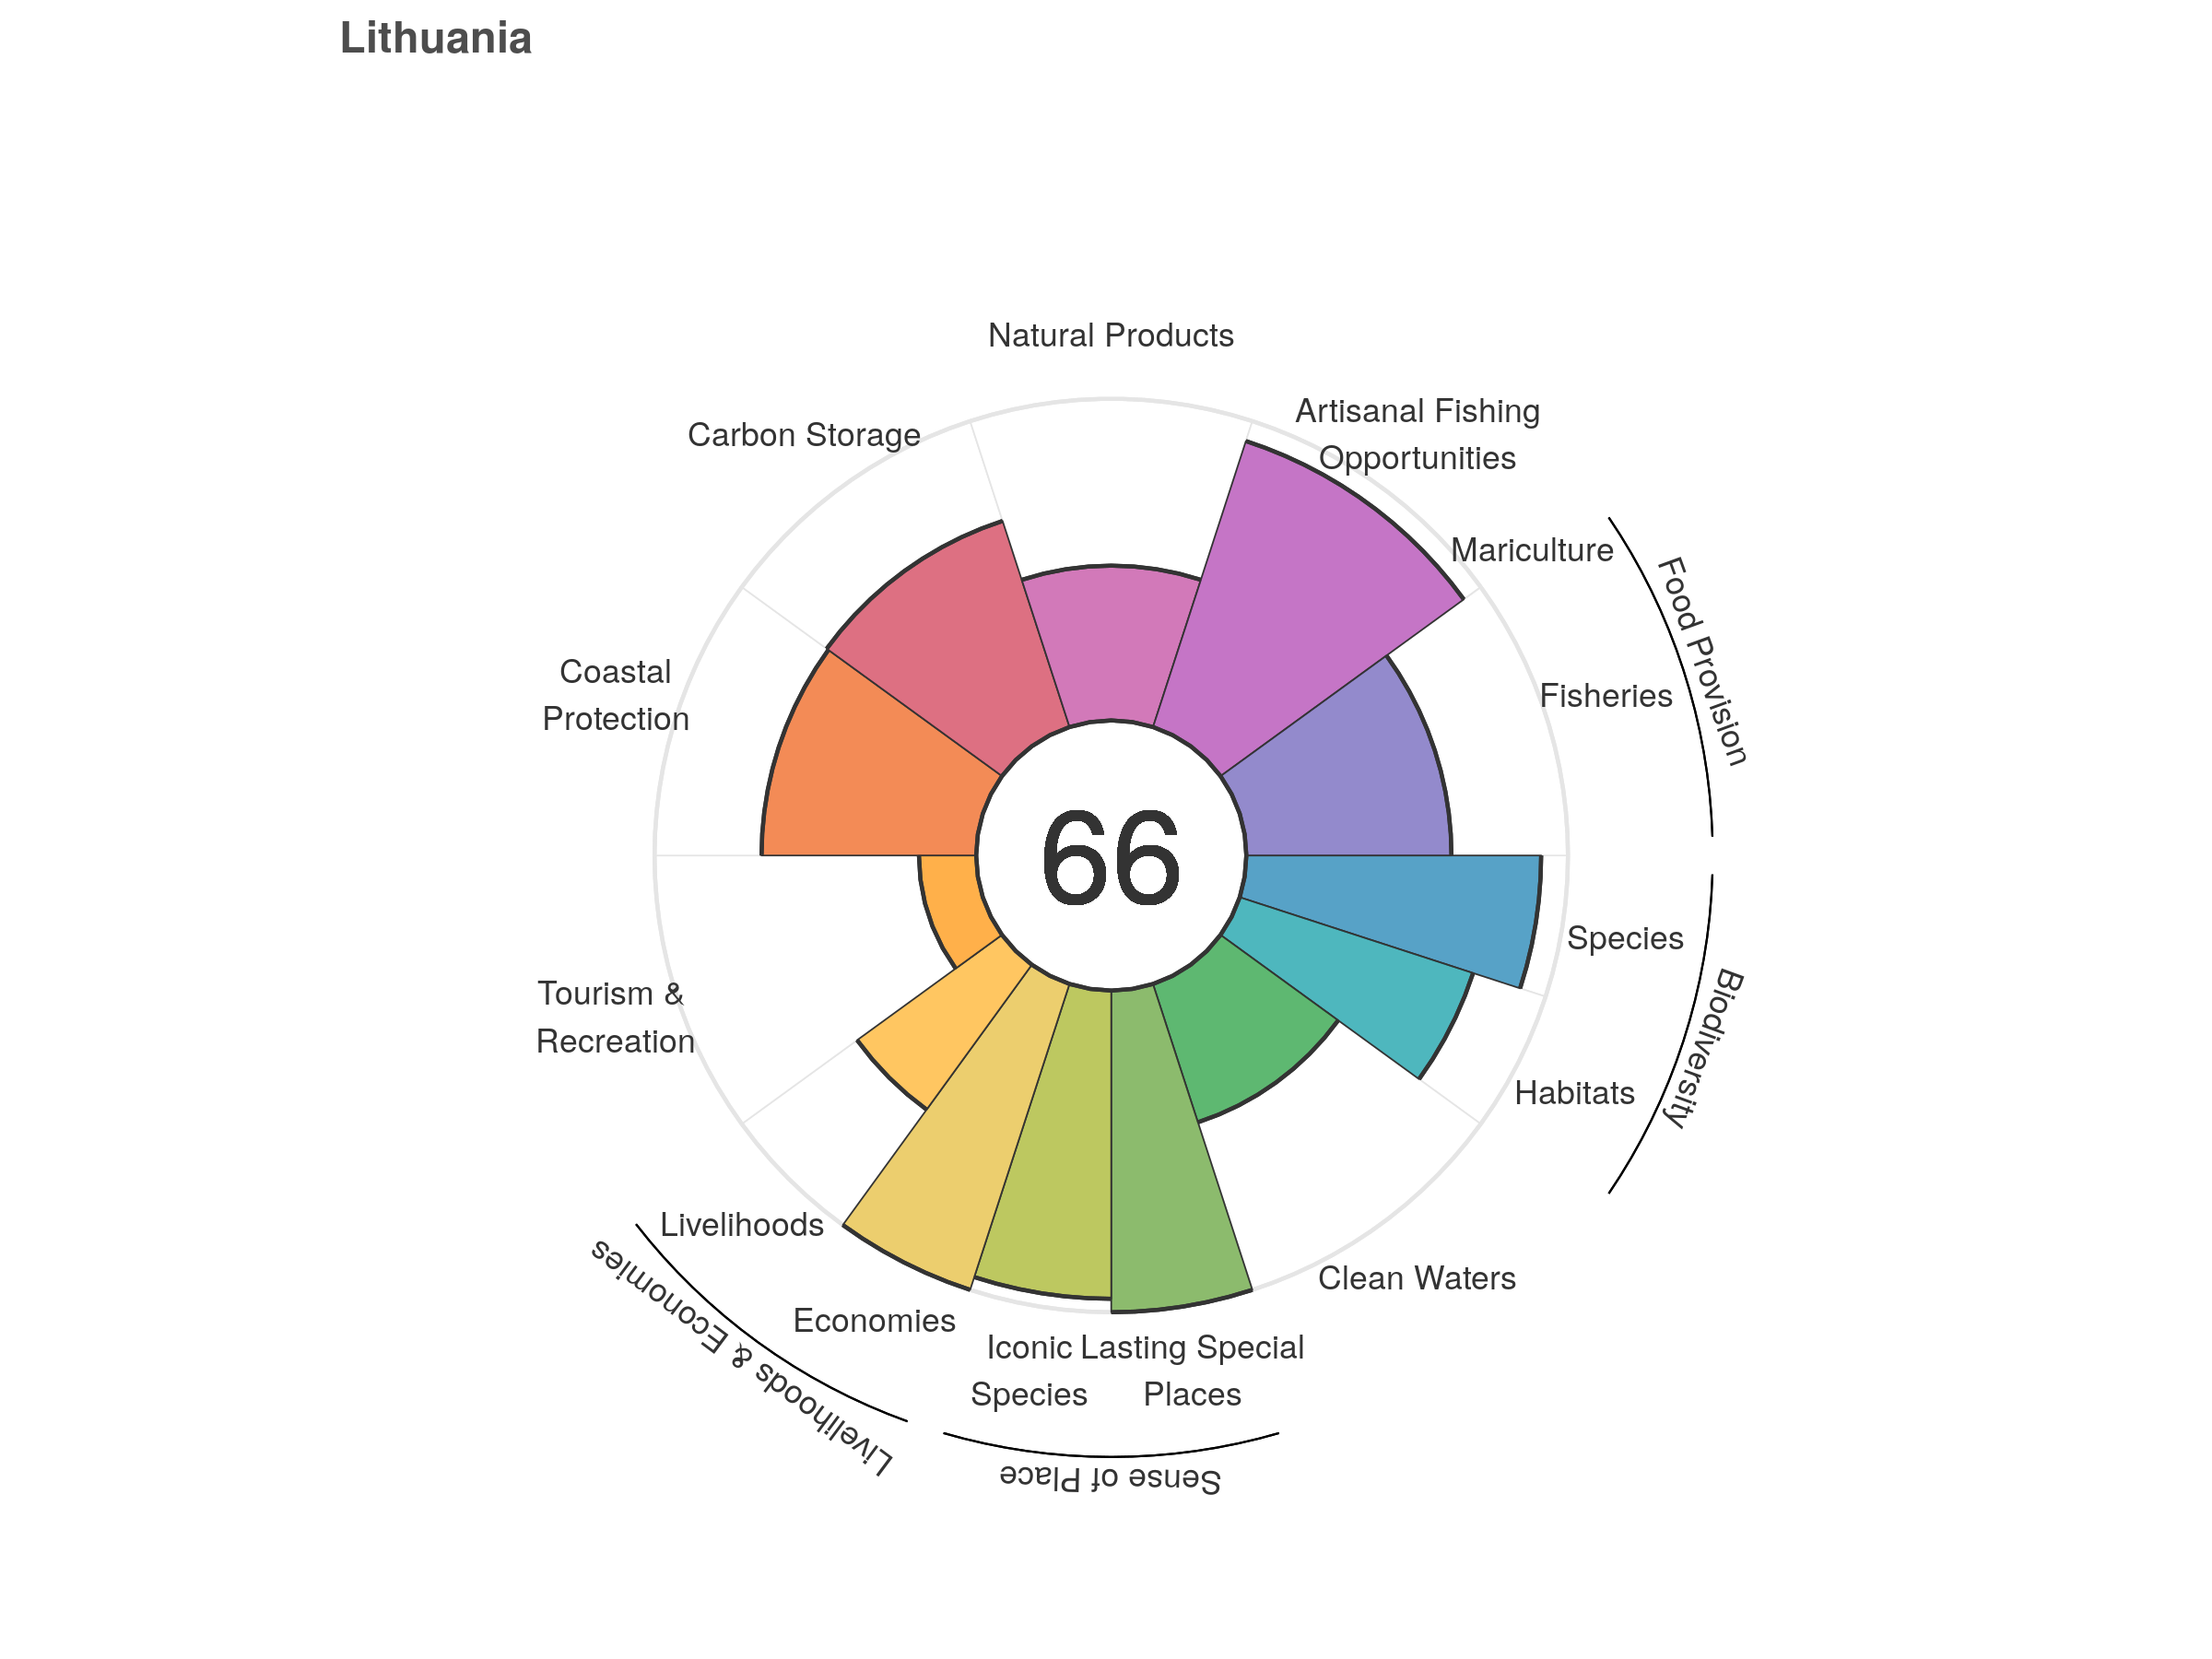 Lithuania
Natural Products
Artisanal Fishing
Opportunities
Carbon Storage
Mariculture
Food Provision
Coastal
Protection
Fisheries
66
Species
Biodiversity
Tourism &
Recreation
Habitats
Livelihoods
Clean Waters
Economies
Livelihoods & Economies
Iconic
Species
Lasting Special
Places
Sense of Place